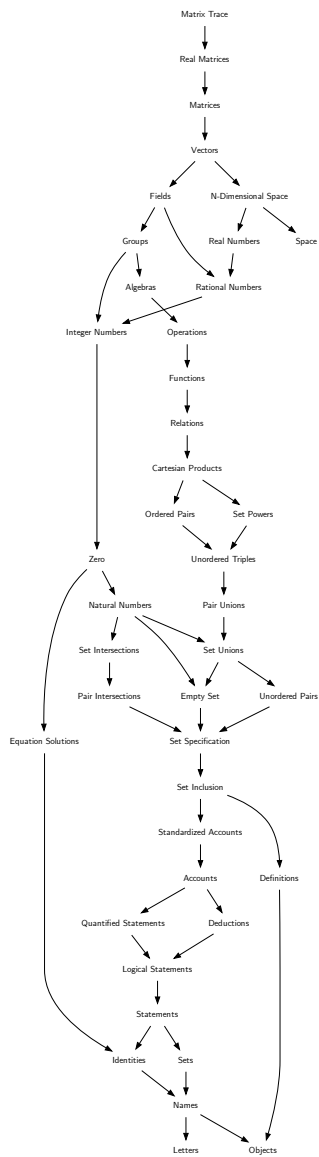 Matrix Trace
Real Matrices
Matrices
Vectors
Fields
N-Dimensional Space
Groups
Real Numbers
Space
Algebras
Rational Numbers
Integer Numbers
Operations
Functions
Relations
Cartesian Products
Ordered Pairs
Set Powers
Zero
Unordered Triples
Natural Numbers
Pair Unions
Set Intersections
Set Unions
Pair Intersections
Empty Set
Unordered Pairs
Equation Solutions
Set Specification
Set Inclusion
Standardized Accounts
Accounts
Definitions
Quantified Statements
Deductions
Logical Statements
Statements
Identities
Sets
Names
Letters
Objects